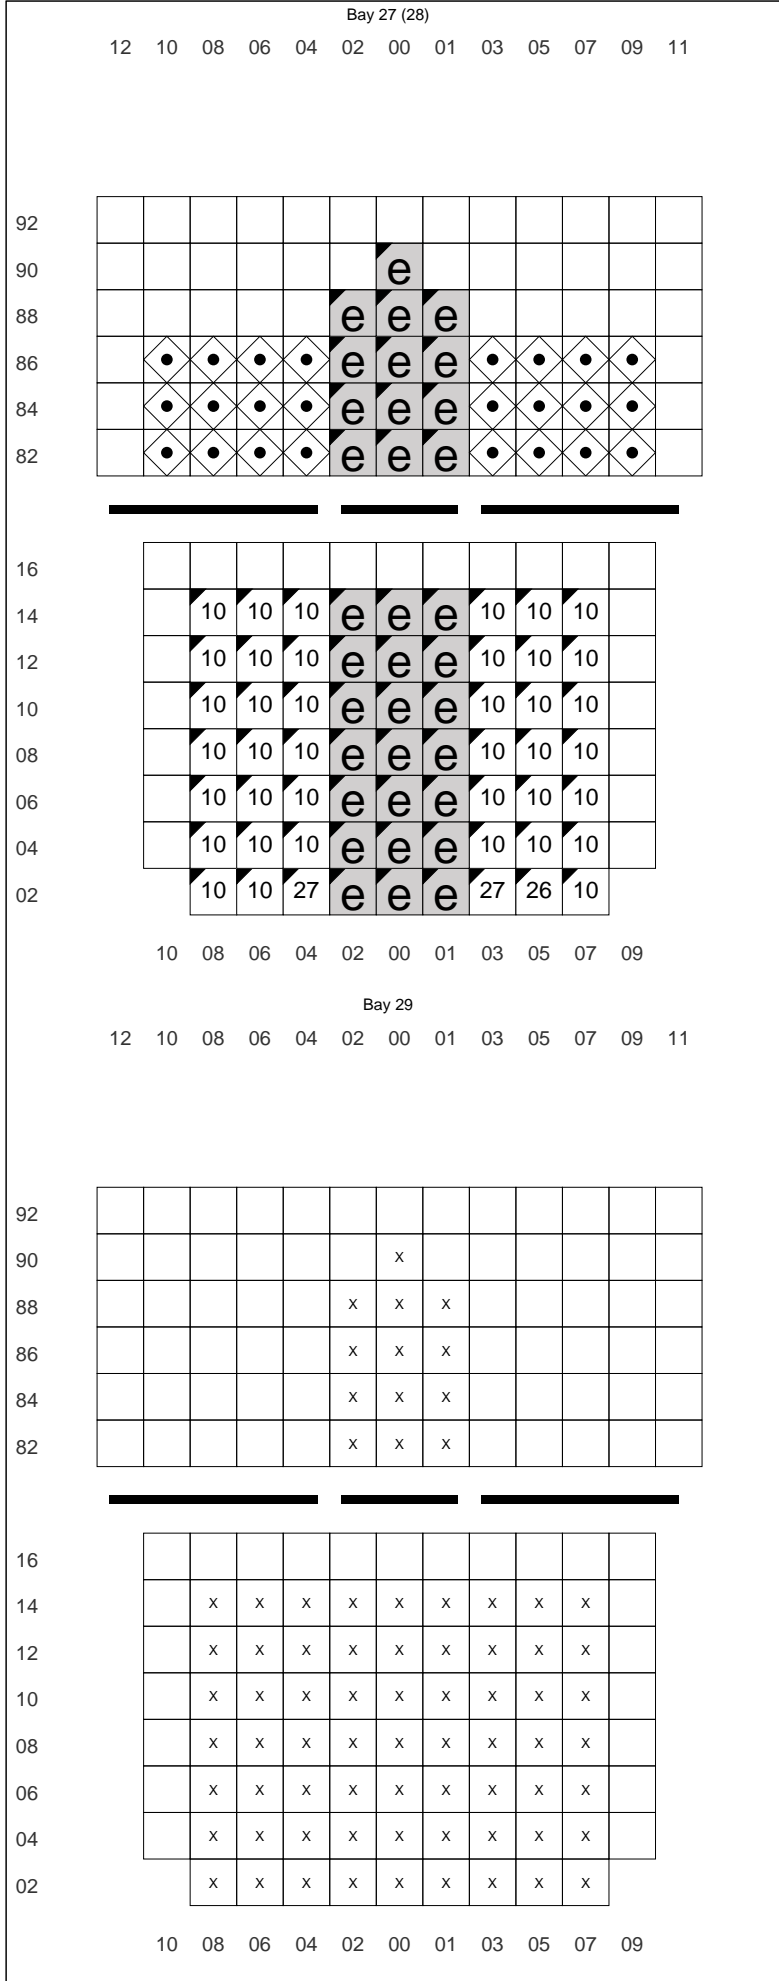 Bay 27 (28)
12 10 08 06 04 02 00 01 03 05 07 09 11
92
90 e
88 e e e
86 e e e
84 e e e
82 e e e
16
14 10 10 10 e e e 10 10 10
12 10 10 10 e e e 10 10 10
10 10 10 10 e e e 10 10 10
08 10 10 10 e e e 10 10 10
06 10 10 10 e e e 10 10 10
04 10 10 10 e e e 10 10 10
02 10 10 27 e e e 27 26 10
10 08 06 04 02 00 01 03 05 07 09
Bay 29
12 10 08 06 04 02 00 01 03 05 07 09 11
92
90 x
88 x x x
86 x x x
84 x x x
82 x x x
16
14 x x x x x x x x x
12 x x x x x x x x x
10 x x x x x x x x x
08 x x x x x x x x x
06 x x x x x x x x x
04 x x x x x x x x x
02 x x x x x x x x x
10 08 06 04 02 00 01 03 05 07 09